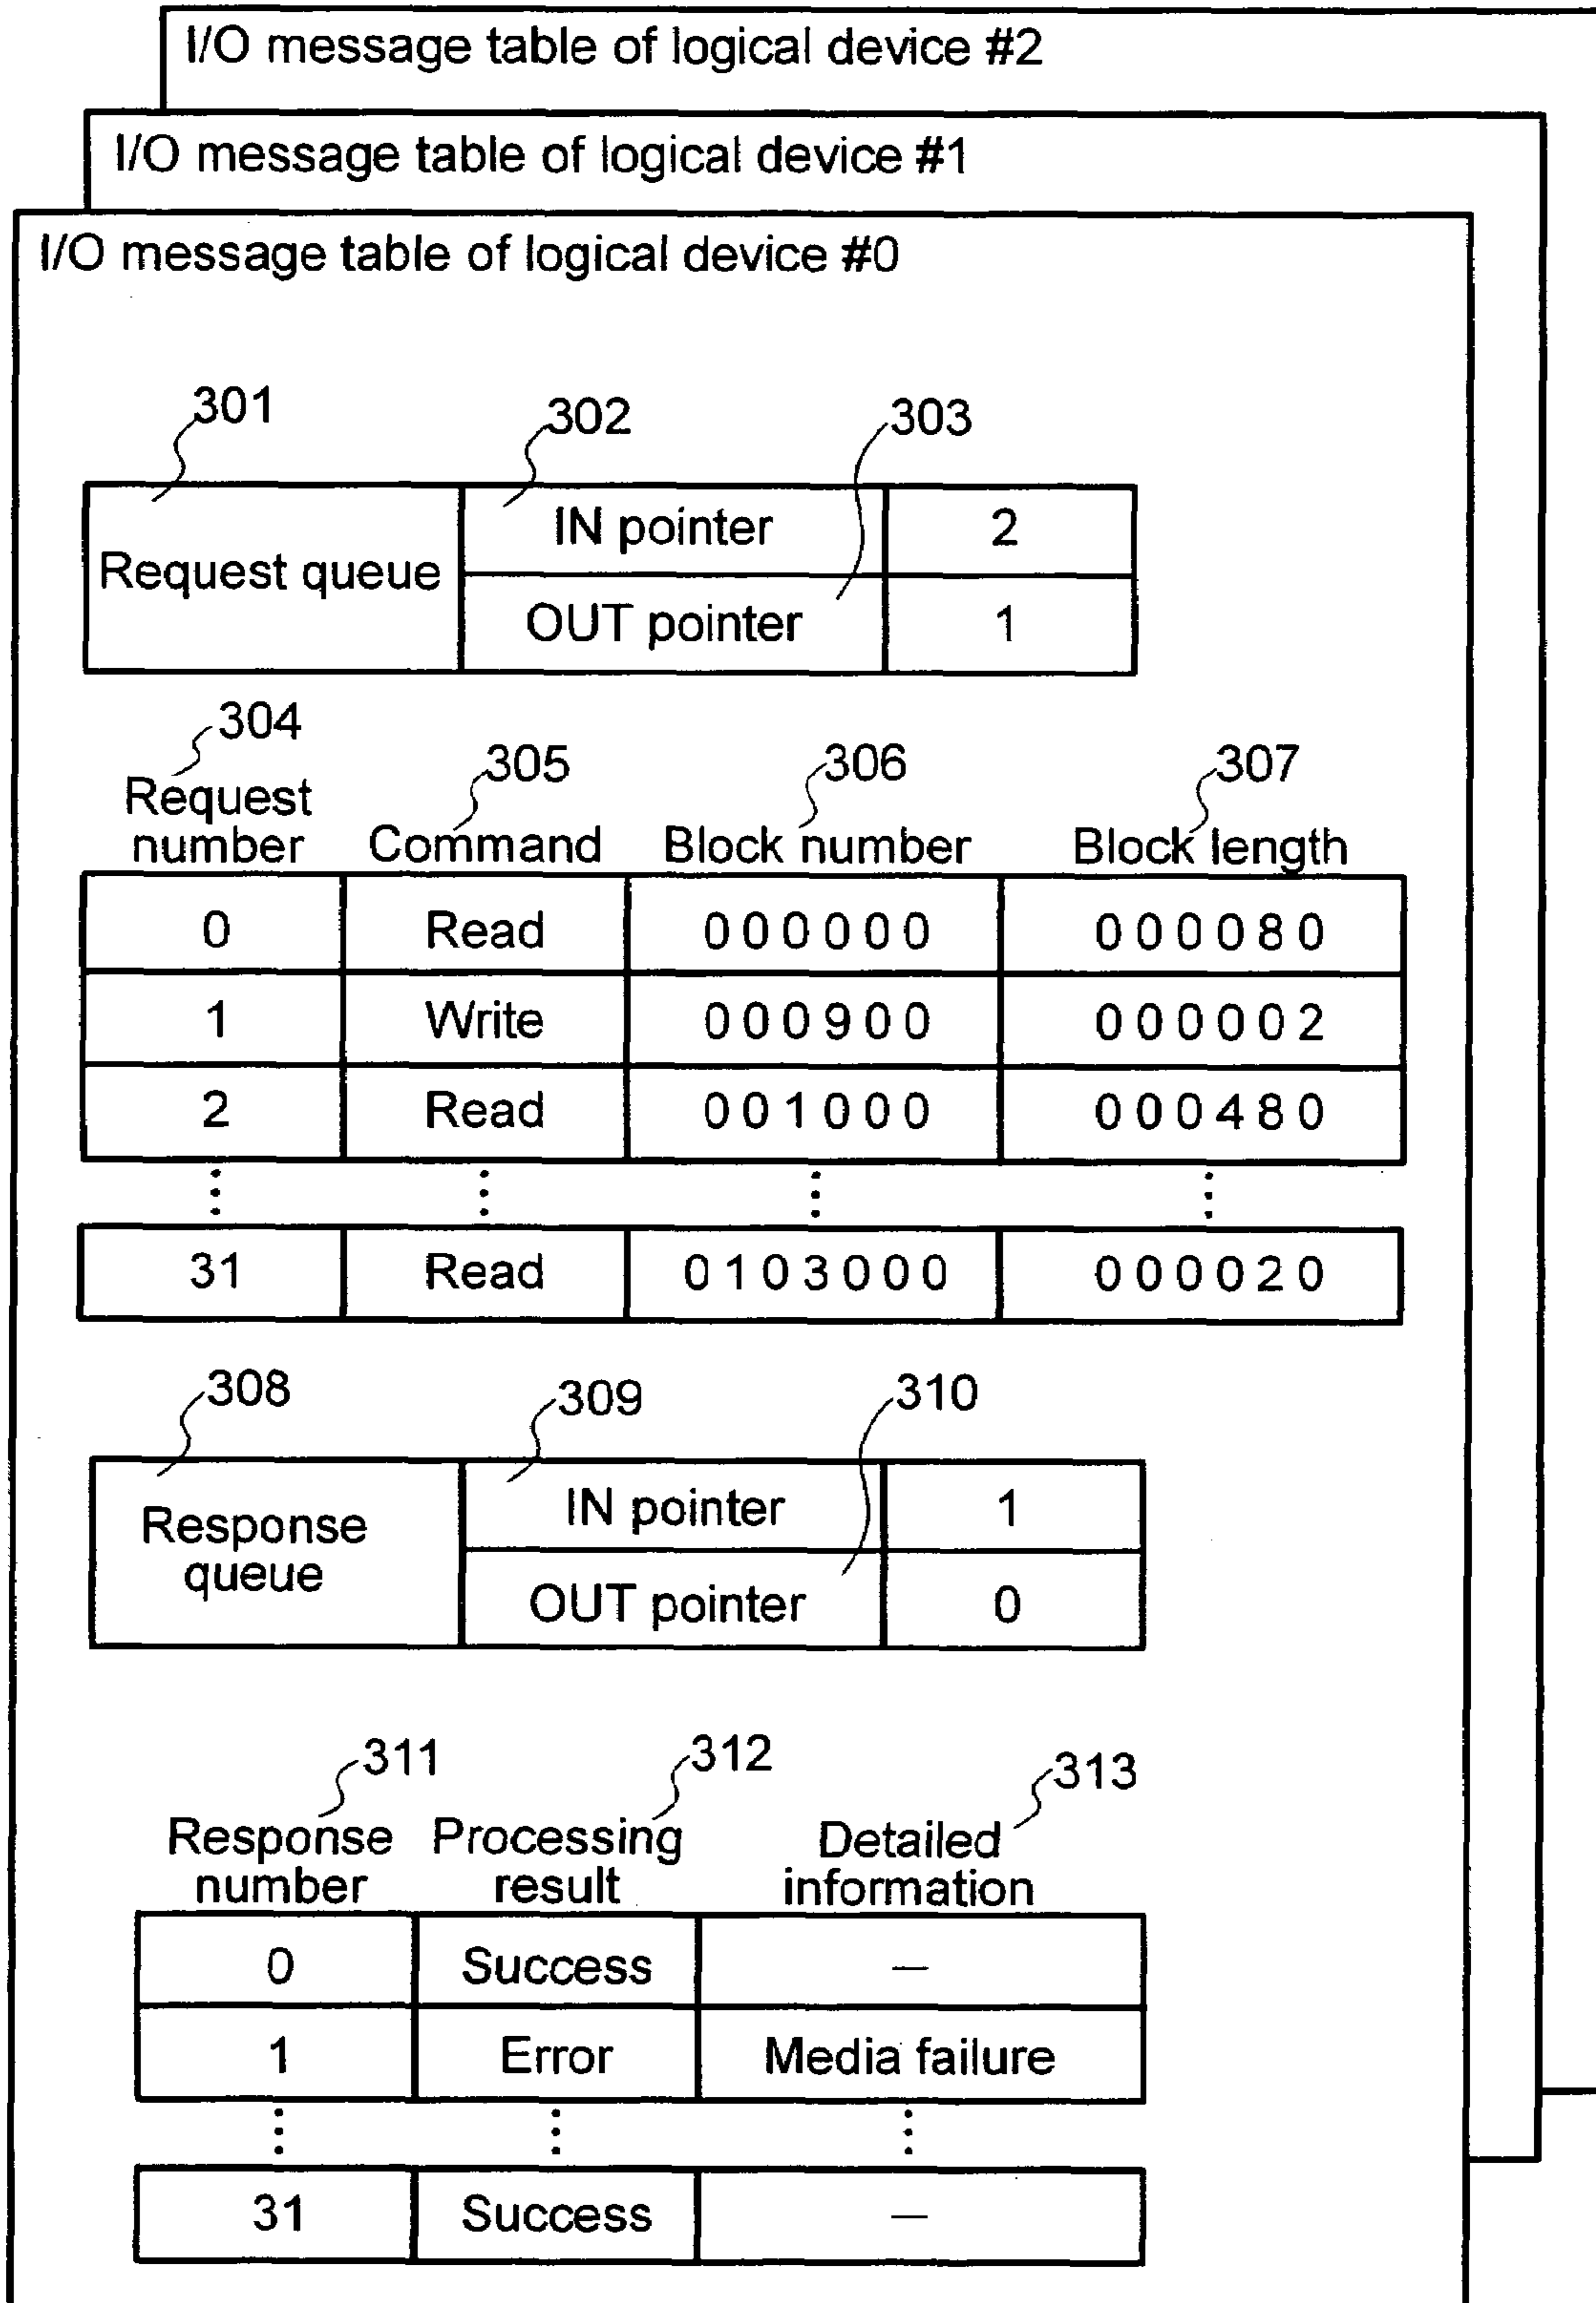 I/O message table of logical device #2
I/O message table of logical device #1
I/O message table of logical device #0
301 302 303
Request queue IN pointer 2
OUT pointer 1
304 305 306 307
Request number Command Block number Block length
0 Read 000000 000080
1 Write 000900 000002
2 Read 001000 000480
31 Read 0103000 000020
308 309 310
Response queue IN pointer 1
OUT pointer 0
311 312 313
Response number Processing result Detailed information
0 Success –
1 Error Media failure
31 Success –